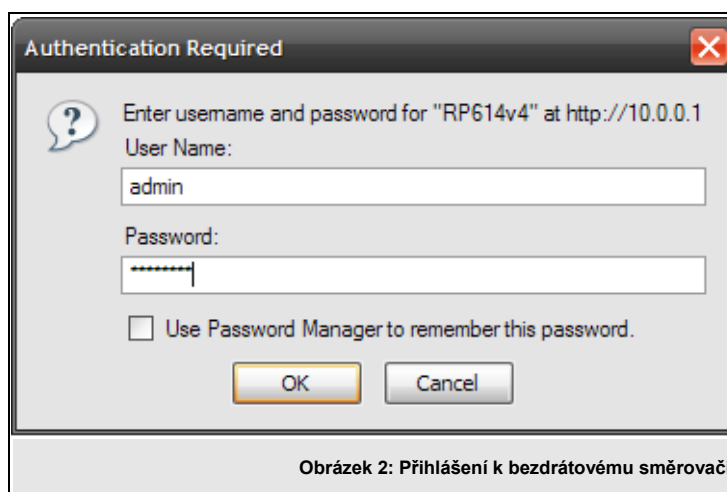 Authentication Required
Enter username and password for "RP614v4" at http://10.0.0.1
User Name:
admin
Password:
********
Use Password Manager to remember this password.
OK
Cancel
Obrázek 2: Přihlášení k bezdrátovému směrovač